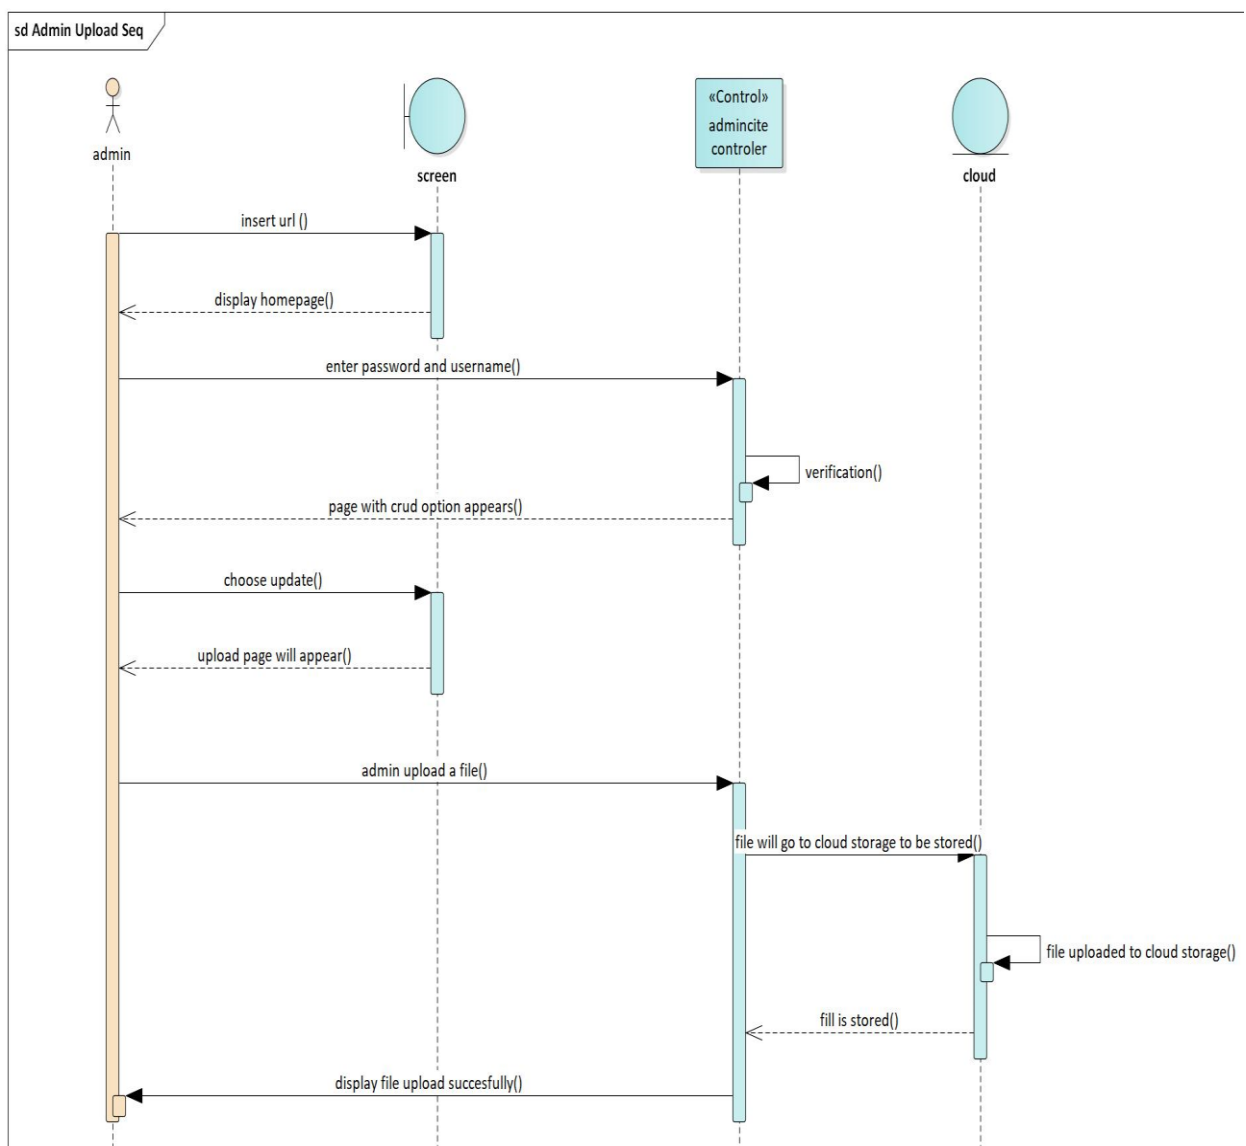 sd Admin Upload Seq
admin
screen
«Control»
admincite
controler
cloud
insert url ()
display homepage()
enter password and username()
verification()
page with crud option appears()
choose update()
upload page will appear()
admin upload a file()
file will go to cloud storage to be stored()
file uploaded to cloud storage()
fill is stored()
display file upload succesfully()